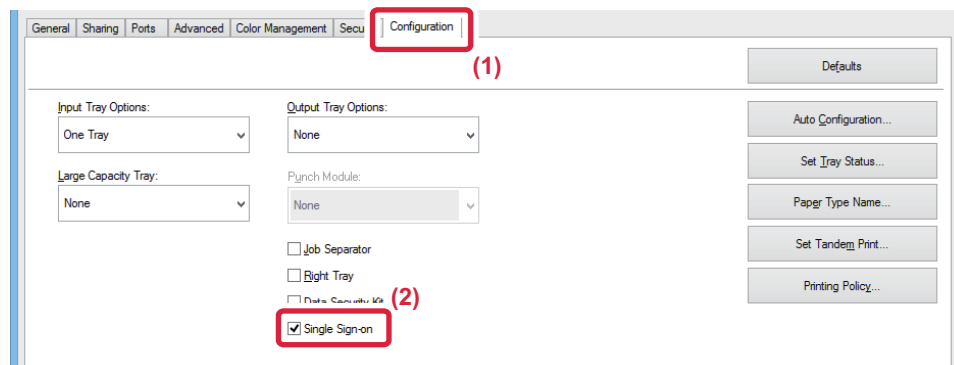 General Sharing Ports Advanced Color Management Secu Configuration
(1)
Defaults
Input Tray Options: Output Tray Options:
One Tray None Auto Configuration...
Set Tray Status...
Large Capacity Tray: Punch Module:
None None Paper Type Name...
Job Separator Set Tandem Print...
Right Tray
Printing Policy...
Data Security Kit (2)
Single Sign-on